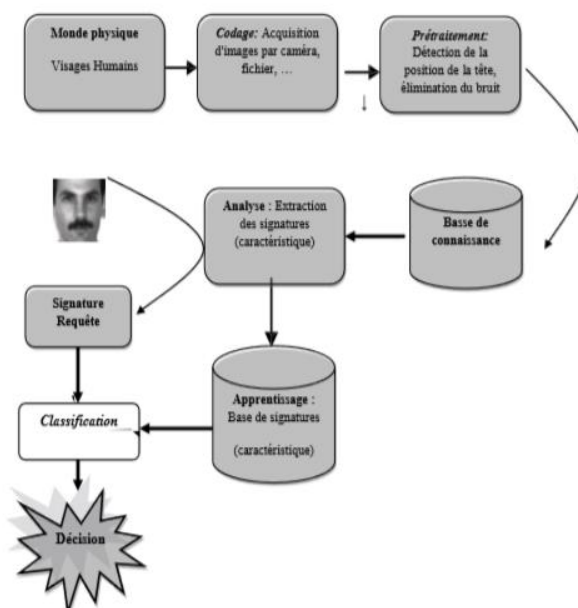 Monde physique
Visages Humains
Codage: Acquisition
d'images par caméra,
fichier, …
Prétraitement:
Détection de la
position de la tête,
élimination du bruit
Analyse : Extraction
des signatures
(caractéristique)
Basse de
connaissance
Signature
Requête
Apprentissage :
Base de signatures
(caractéristique)
Classification
Décision